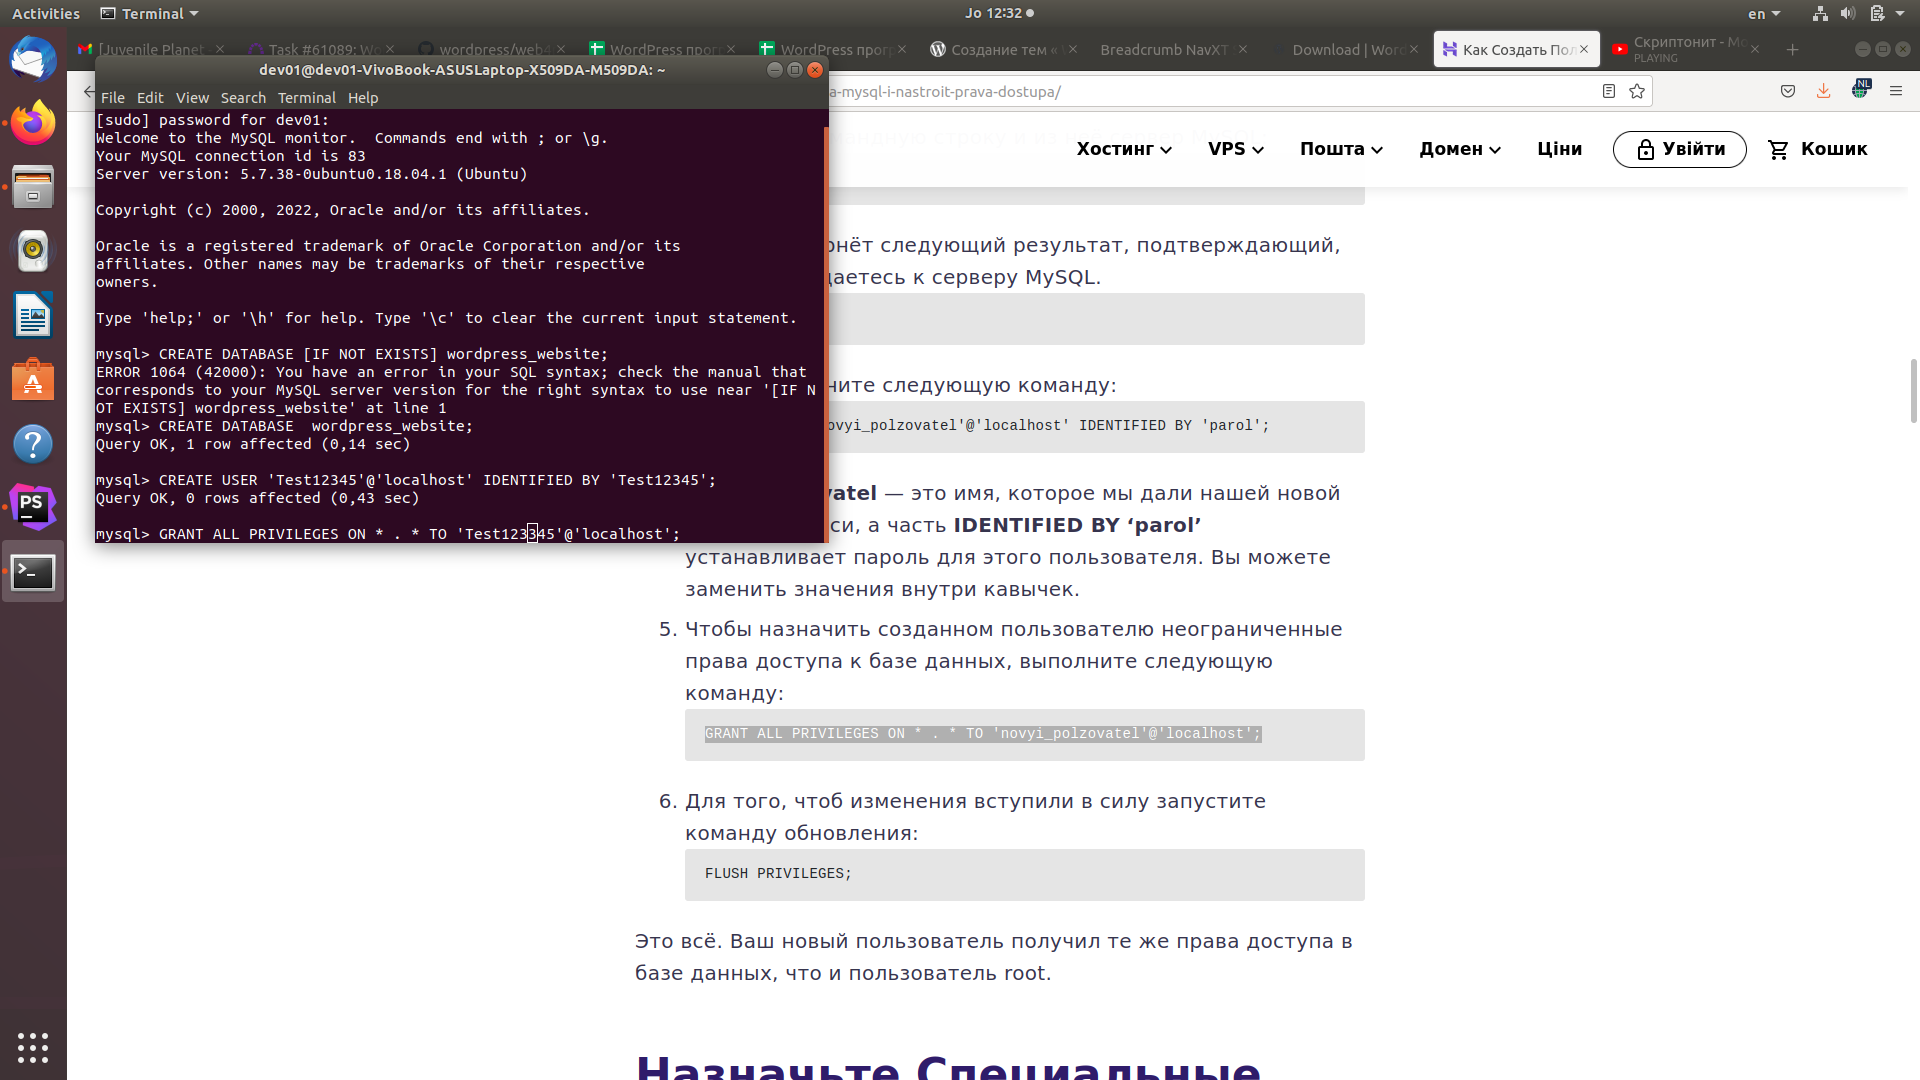 Activities
Terminal
Jo 12:32
en
[Juvenile Planet
Task #61089: Wo
wordpress/web4
WordPress прог
WordPress прог
Создание тем «
Breadcrumb NavXT
Download | Word
Как Создать Пол
Скриптонит - Мо
PLAYING
a-mysql-i-nastroit-prava-dostupa/
NL
dev01@dev01-VivoBook-ASUSLaptop-X509DA-M509DA: ~
File Edit View Search Terminal Help
[sudo] password for dev01:
Welcome to the MySQL monitor.  Commands end with ; or \g.
Your MySQL connection id is 83
Server version: 5.7.38-0ubuntu0.18.04.1 (Ubuntu)
Copyright (c) 2000, 2022, Oracle and/or its affiliates.
Oracle is a registered trademark of Oracle Corporation and/or its
affiliates. Other names may be trademarks of their respective
owners.
Type 'help;' or '\h' for help. Type '\c' to clear the current input statement.
mysql> CREATE DATABASE [IF NOT EXISTS] wordpress_website;
ERROR 1064 (42000): You have an error in your SQL syntax; check the manual that
corresponds to your MySQL server version for the right syntax to use near '[IF N
OT EXISTS] wordpress_website' at line 1
mysql> CREATE DATABASE  wordpress_website;
Query OK, 1 row affected (0,14 sec)
mysql> CREATE USER 'Test12345'@'localhost' IDENTIFIED BY 'Test12345';
Query OK, 0 rows affected (0,43 sec)
mysql> GRANT ALL PRIVILEGES ON * . * TO 'Test123345'@'localhost';
Хостинг
VPS
Пошта
Домен
Ціни
Увійти
Кошик
рнёт следующий результат, подтверждающий,
даетесь к серверу MySQL.
ните следующую команду:
ovyi_polzovatel'@'localhost' IDENTIFIED BY 'parol';
vatel — это имя, которое мы дали нашей новой
си, а часть IDENTIFIED BY ‘parol’
устанавливает пароль для этого пользователя. Вы можете
заменить значения внутри кавычек.
5. Чтобы назначить созданном пользователю неограниченные
права доступа к базе данных, выполните следующую
команду:
GRANT ALL PRIVILEGES ON * . * TO 'novyi_polzovatel'@'localhost';
6. Для того, чтоб изменения вступили в силу запустите
команду обновления:
FLUSH PRIVILEGES;
Это всё. Ваш новый пользователь получил те же права доступа в
базе данных, что и пользователь root.
Назначьте Специальные
PS